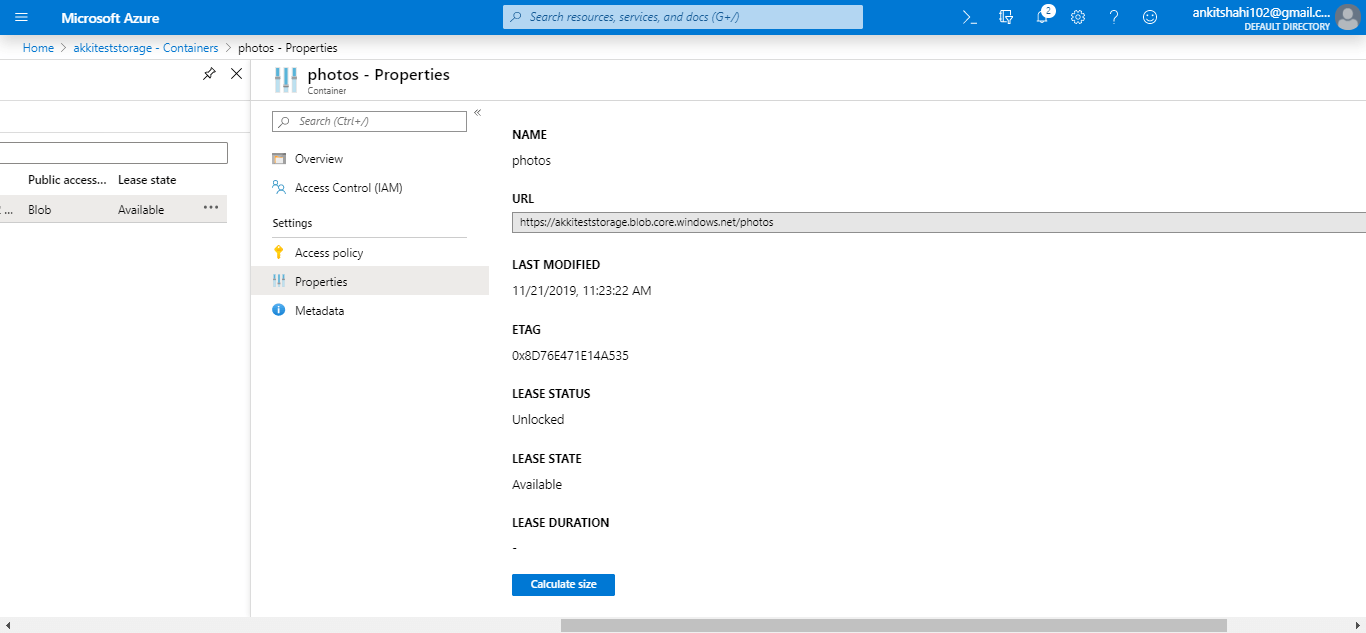 Microsoft Azure
Search resources, services, and docs (G+/)
2
ankitshahi102@gmail.c...
DEFAULT DIRECTORY
Home > akkiteststorage - Containers > photos - Properties
photos - Properties
Container
Search (Ctrl+/)
«
Overview
Access Control (IAM)
Settings
Access policy
Properties
Metadata
Public access... Lease state
... Blob Available ...
NAME
photos
URL
https://akkiteststorage.blob.core.windows.net/photos
LAST MODIFIED
11/21/2019, 11:23:22 AM
ETAG
0x8D76E471E14A535
LEASE STATUS
Unlocked
LEASE STATE
Available
LEASE DURATION
-
Calculate size